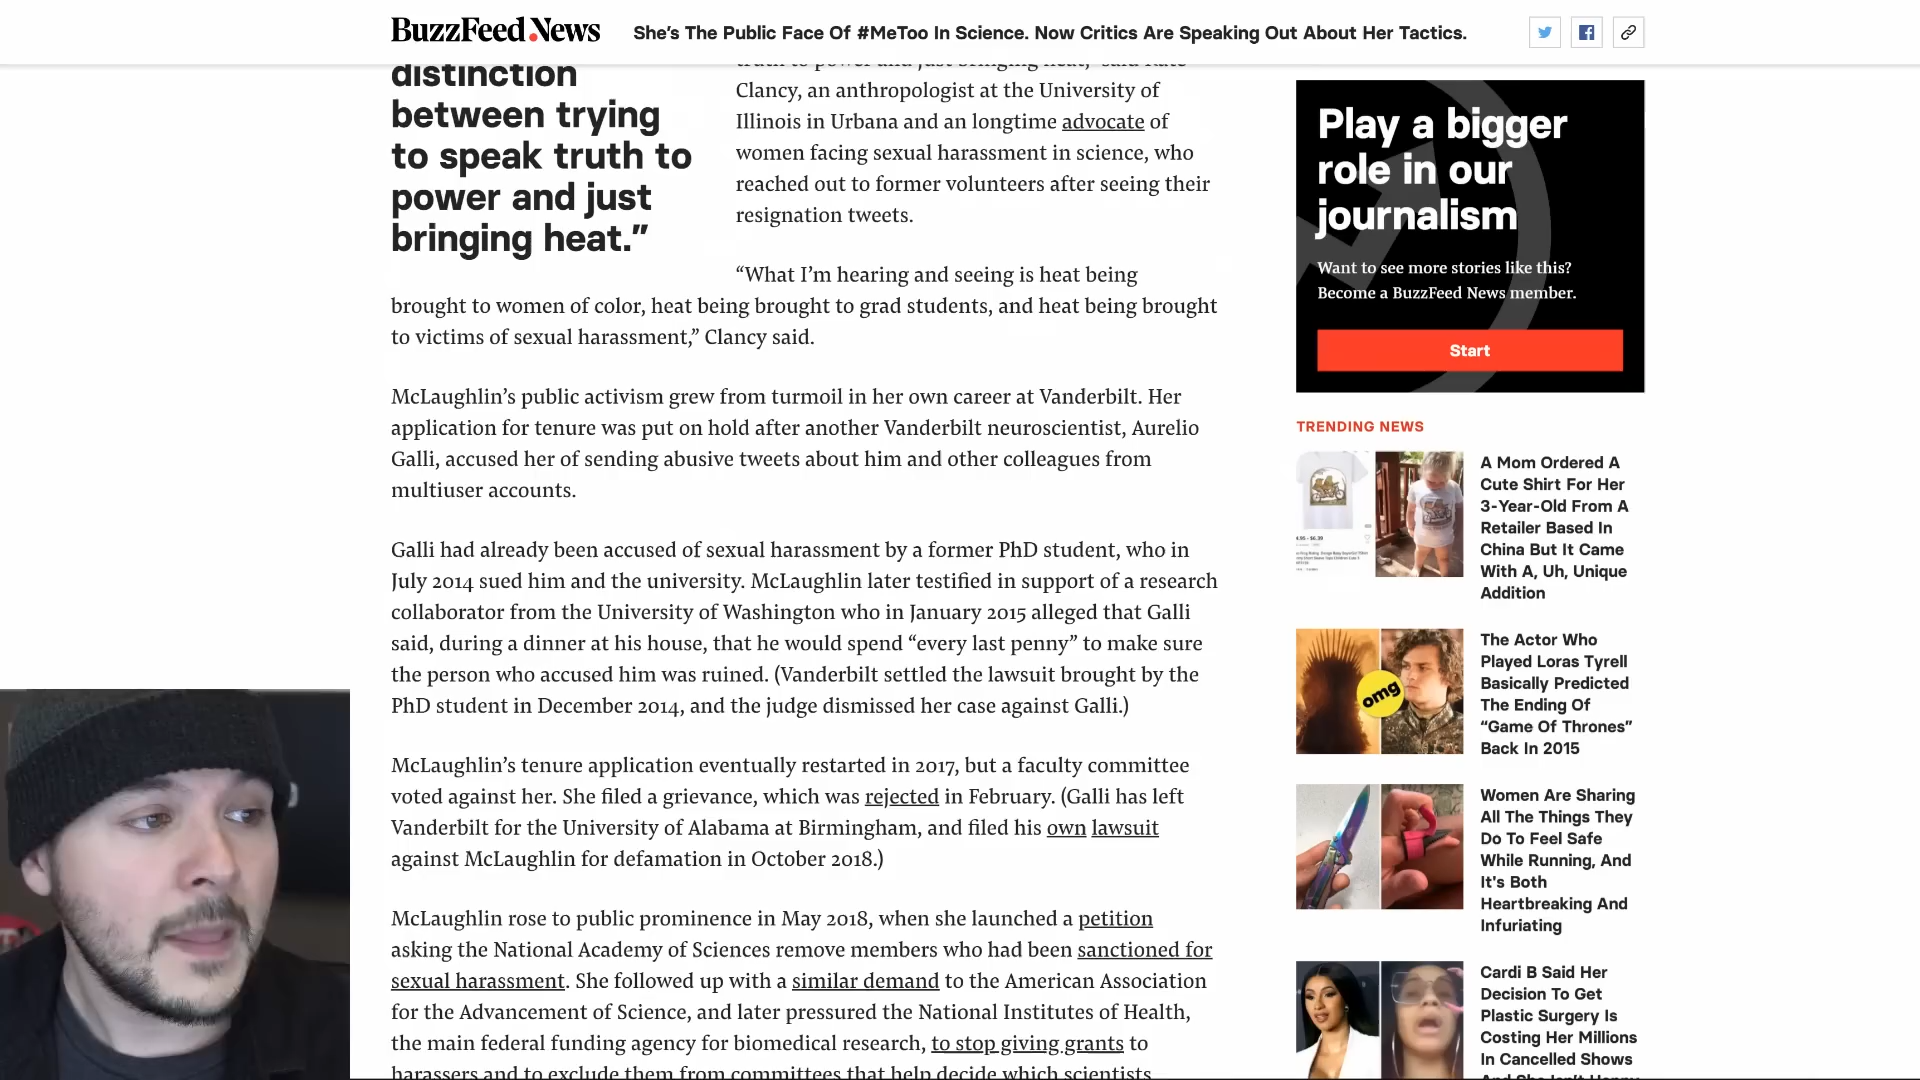 BuzzFeed News
She's The Public Face Of #MeToo In Science. Now Critics Are Speaking Out About Her Tactics.
distinction
between trying
to speak truth to
power and just
bringing heat.”
truth to power and just bringing heat,” said Kate
Clancy, an anthropologist at the University of
Illinois in Urbana and an longtime advocate of
women facing sexual harassment in science, who
reached out to former volunteers after seeing their
resignation tweets.
“What I’m hearing and seeing is heat being
brought to women of color, heat being brought to grad students, and heat being brought
to victims of sexual harassment,” Clancy said.
McLaughlin’s public activism grew from turmoil in her own career at Vanderbilt. Her
application for tenure was put on hold after another Vanderbilt neuroscientist, Aurelio
Galli, accused her of sending abusive tweets about him and other colleagues from
multiuser accounts.
Galli had already been accused of sexual harassment by a former PhD student, who in
July 2014 sued him and the university. McLaughlin later testified in support of a research
collaborator from the University of Washington who in January 2015 alleged that Galli
said, during a dinner at his house, that he would spend “every last penny” to make sure
the person who accused him was ruined. (Vanderbilt settled the lawsuit brought by the
PhD student in December 2014, and the judge dismissed her case against Galli.)
McLaughlin’s tenure application eventually restarted in 2017, but a faculty committee
voted against her. She filed a grievance, which was rejected in February. (Galli has left
Vanderbilt for the University of Alabama at Birmingham, and filed his own lawsuit
against McLaughlin for defamation in October 2018.)
McLaughlin rose to public prominence in May 2018, when she launched a petition
asking the National Academy of Sciences remove members who had been sanctioned for
sexual harassment. She followed up with a similar demand to the American Association
for the Advancement of Science, and later pressured the National Institutes of Health,
the main federal funding agency for biomedical research, to stop giving grants to
harassers and to exclude them from committees that help decide which scientists
Play a bigger
role in our
journalism
Want to see more stories like this?
Become a BuzzFeed News member.
Start
TRENDING NEWS
A Mom Ordered A
Cute Shirt For Her
3-Year-Old From A
Retailer Based In
China But It Came
With A, Uh, Unique
Addition
omg
The Actor Who
Played Loras Tyrell
Basically Predicted
The Ending Of
“Game Of Thrones”
Back In 2015
Women Are Sharing
All The Things They
Do To Feel Safe
While Running, And
It's Both
Heartbreaking And
Infuriating
Cardi B Said Her
Decision To Get
Plastic Surgery Is
Costing Her Millions
In Cancelled Shows
And She Isn't Happy